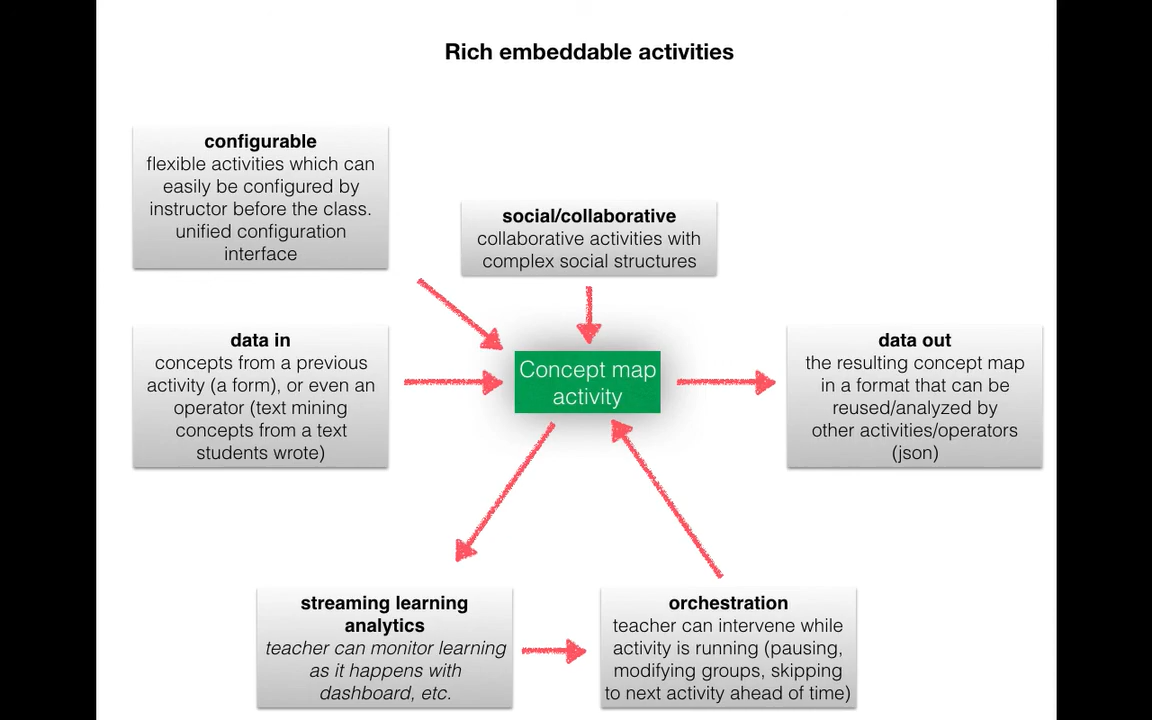 Rich embeddable activities
configurable
flexible activities which can
easily be configured by
instructor before the class.
unified configuration
interface
social/collaborative
collaborative activities with
complex social structures
data in
concepts from a previous
activity (a form), or even an
operator (text mining
concepts from a text
students wrote)
Concept map
activity
data out
the resulting concept map
in a format that can be
reused/analyzed by
other activities/operators
(json)
streaming learning
analytics
teacher can monitor learning
as it happens with
dashboard, etc.
orchestration
teacher can intervene while
activity is running (pausing,
modifying groups, skipping
to next activity ahead of time)